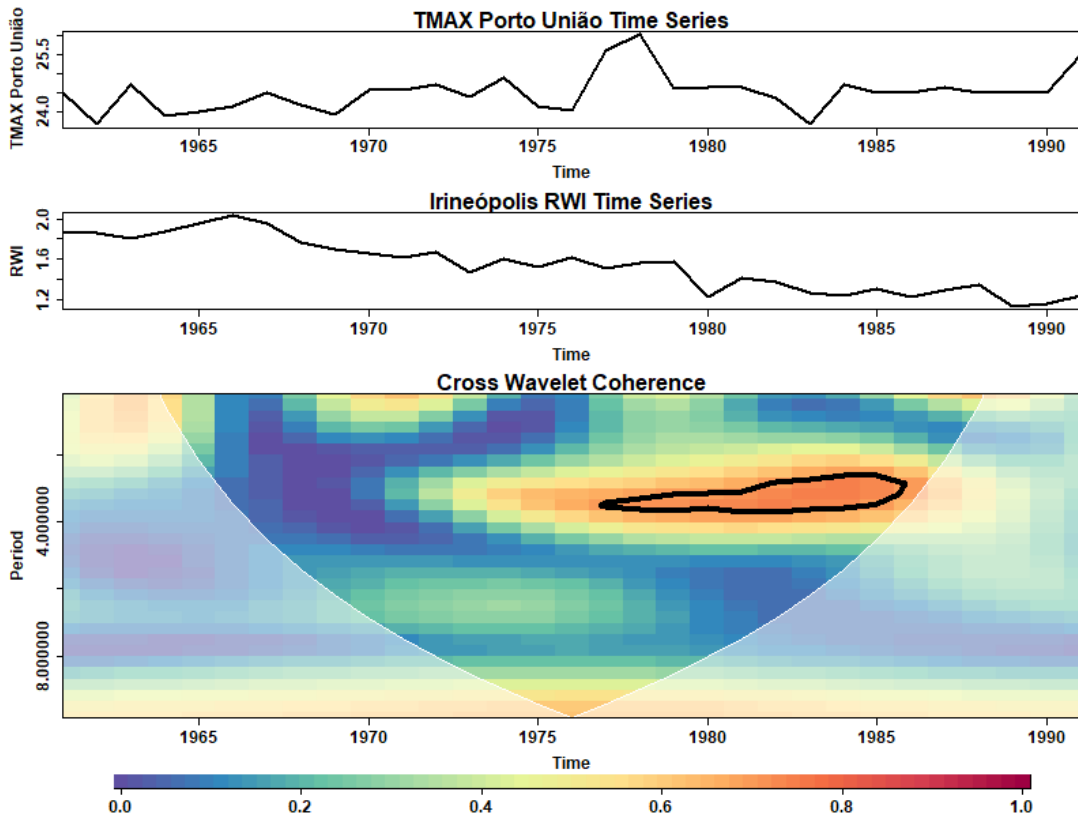 TMAX Porto União Time Series
TMAX Porto União
25.5
24.0
1965 1970 1975 1980 1985 1990
Time
Irineópolis RWI Time Series
RWI
2.0
1.6
1.2
1965 1970 1975 1980 1985 1990
Time
Cross Wavelet Coherence
Period
4.000000
8.000000
1965 1970 1975 1980 1985 1990
Time
0.0 0.2 0.4 0.6 0.8 1.0